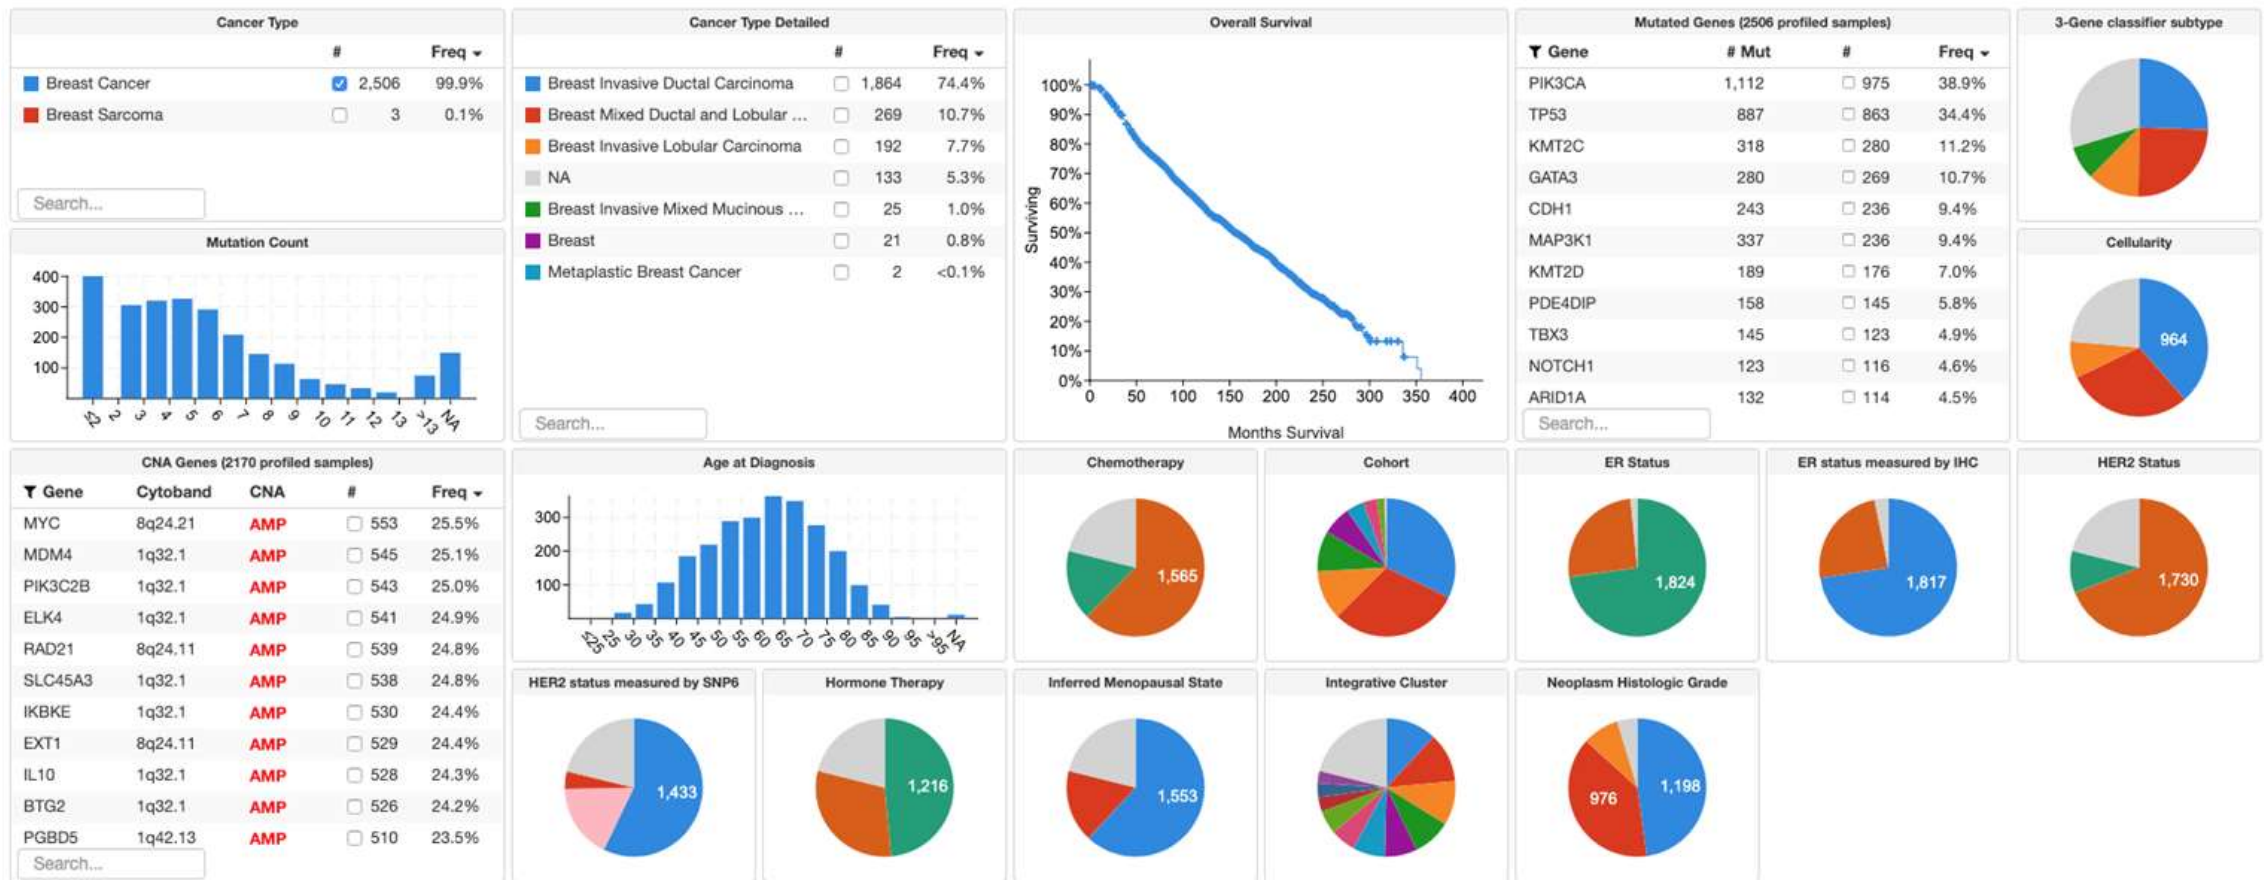 Cancer Type
# Freq
Breast Cancer 2,506 99.9%
Breast Sarcoma 3 0.1%
Search...
Cancer Type Detailed
# Freq
Breast Invasive Ductal Carcinoma 1,864 74.4%
Breast Mixed Ductal and Lobular ... 269 10.7%
Breast Invasive Lobular Carcinoma 192 7.7%
NA 133 5.3%
Breast Invasive Mixed Mucinous ... 25 1.0%
Breast 21 0.8%
Metaplastic Breast Cancer 2 <0.1%
Search...
Overall Survival
100%
90%
80%
70%
60%
50%
40%
30%
20%
10%
0%
Surviving
0 50 100 150 200 250 300 350 400
Months Survival
Mutated Genes (2506 profiled samples)
Gene # Mut # Freq
PIK3CA 1,112 975 38.9%
TP53 887 863 34.4%
KMT2C 318 280 11.2%
GATA3 280 269 10.7%
CDH1 243 236 9.4%
MAP3K1 337 236 9.4%
KMT2D 189 176 7.0%
PDE4DIP 158 145 5.8%
TBX3 145 123 4.9%
NOTCH1 123 116 4.6%
ARID1A 132 114 4.5%
Search...
3-Gene classifier subtype
Mutation Count
400
300
200
100
≤2 2 3 4 5 6 7 8 9 10 11 12 13 >13 NA
Cellularity
964
CNA Genes (2170 profiled samples)
Gene Cytoband CNA # Freq
MYC 8q24.21 AMP 553 25.5%
MDM4 1q32.1 AMP 545 25.1%
PIK3C2B 1q32.1 AMP 543 25.0%
ELK4 1q32.1 AMP 541 24.9%
RAD21 8q24.11 AMP 539 24.8%
SLC45A3 1q32.1 AMP 538 24.8%
IKBKE 1q32.1 AMP 530 24.4%
EXT1 8q24.11 AMP 529 24.4%
IL10 1q32.1 AMP 528 24.3%
BTG2 1q32.1 AMP 526 24.2%
PGBD5 1q42.13 AMP 510 23.5%
Search...
Age at Diagnosis
300
200
100
≤25 25 30 35 40 45 50 55 60 65 70 75 80 85 90 95 >95 NA
Chemotherapy
1,565
Cohort
ER Status
1,824
ER status measured by IHC
1,817
HER2 Status
1,730
HER2 status measured by SNP6
1,433
Hormone Therapy
1,216
Inferred Menopausal State
1,553
Integrative Cluster
Neoplasm Histologic Grade
976
1,198